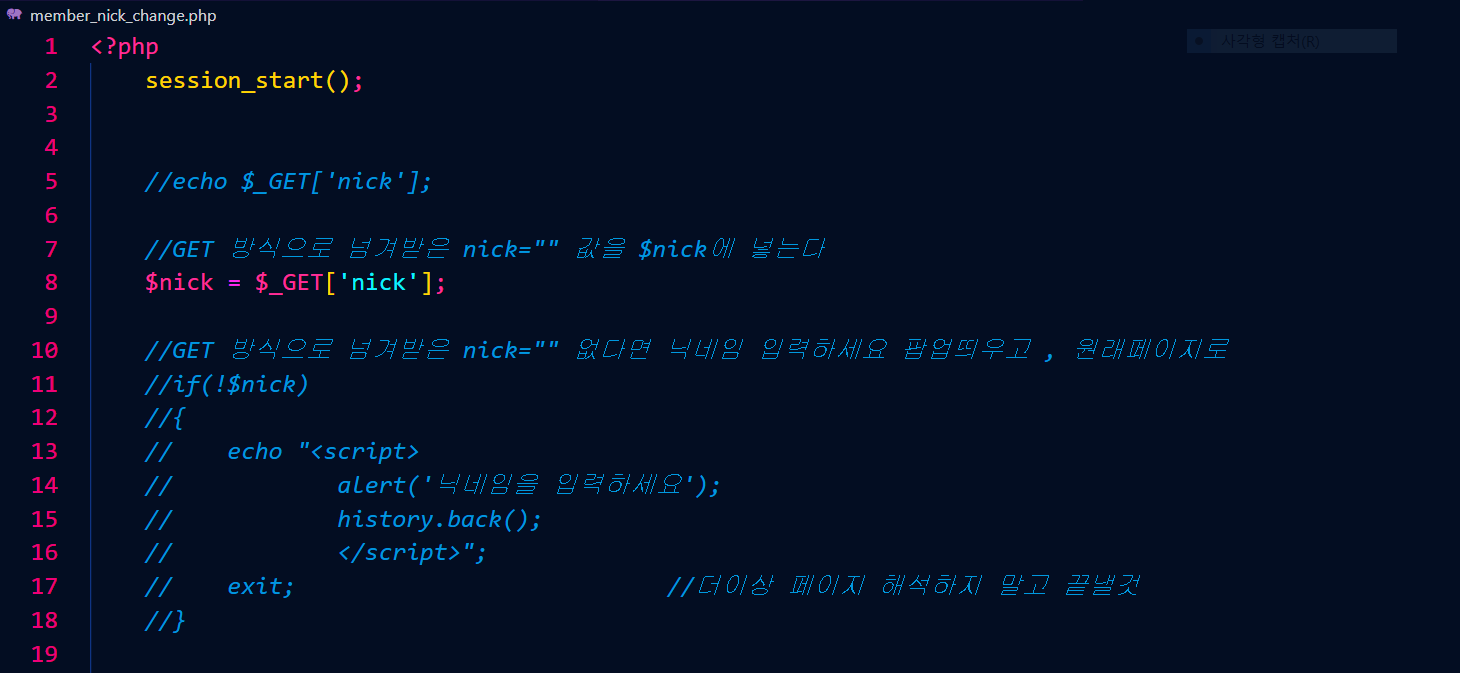 member_nick_change.php
사각형 캡처(R)
1 <?php
2 session_start();
3
4
5 //echo $_GET['nick'];
6
7 //GET 방식으로 넘겨받은 nick="" 값을 $nick에 넣는다
8 $nick = $_GET['nick'];
9
10 //GET 방식으로 넘겨받은 nick="" 없다면 닉네임 입력하세요 팝업띄우고 , 원래페이지로
11 //if(!$nick)
12 //{
13 //    echo "<script>
14 //            alert('닉네임을 입력하세요');
15 //            history.back();
16 //            </script>";
17 //    exit;                           //더이상 페이지 해석하지 말고 끝낼것
18 //}
19